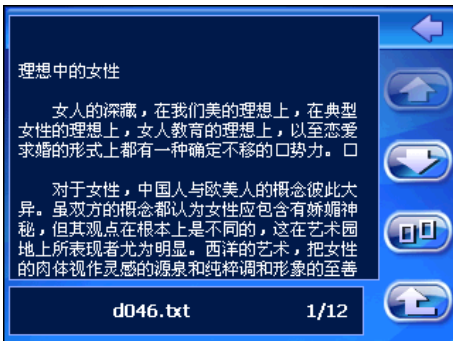 理想中的女性
女人的深藏，在我们美的理想上，在典型
女性的理想上，女人教育的理想上，以至恋爱
求婚的形式上都有一种确定不移的口势力。口
对于女性，中国人与欧美人的概念彼此大
异。虽双方的概念都认为女性应包含有娇媚神
秘，但其观点在根本上是不同的，这在艺术园
地上所表现者尤为明显。西洋的艺术，把女性
的肉体视作灵感的源泉和纯粹调和形象的至善
d046.txt 1/12